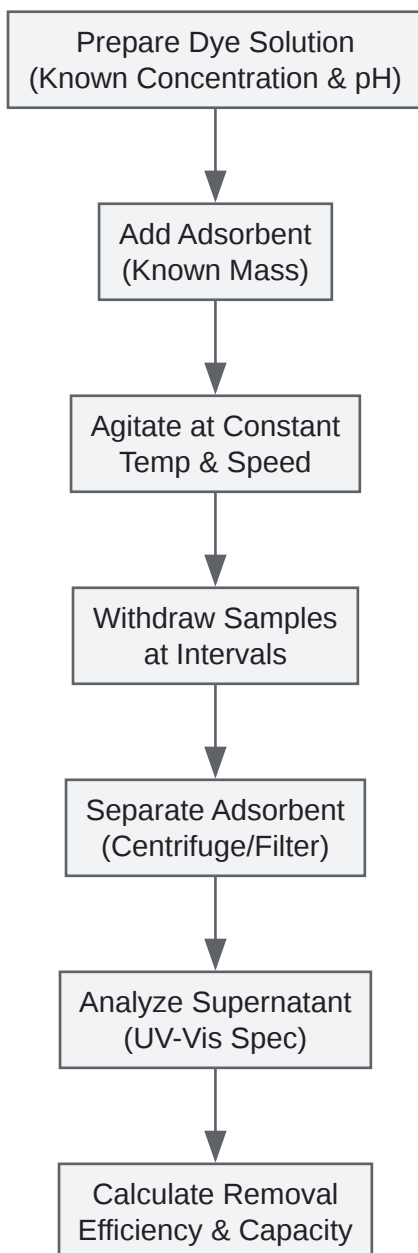 Prepare Dye Solution
(Known Concentration & pH)
Add Adsorbent
(Known Mass)
Agitate at Constant
Temp & Speed
Withdraw Samples
at Intervals
Separate Adsorbent
(Centrifuge/Filter)
Analyze Supernatant
(UV-Vis Spec)
Calculate Removal
Efficiency & Capacity